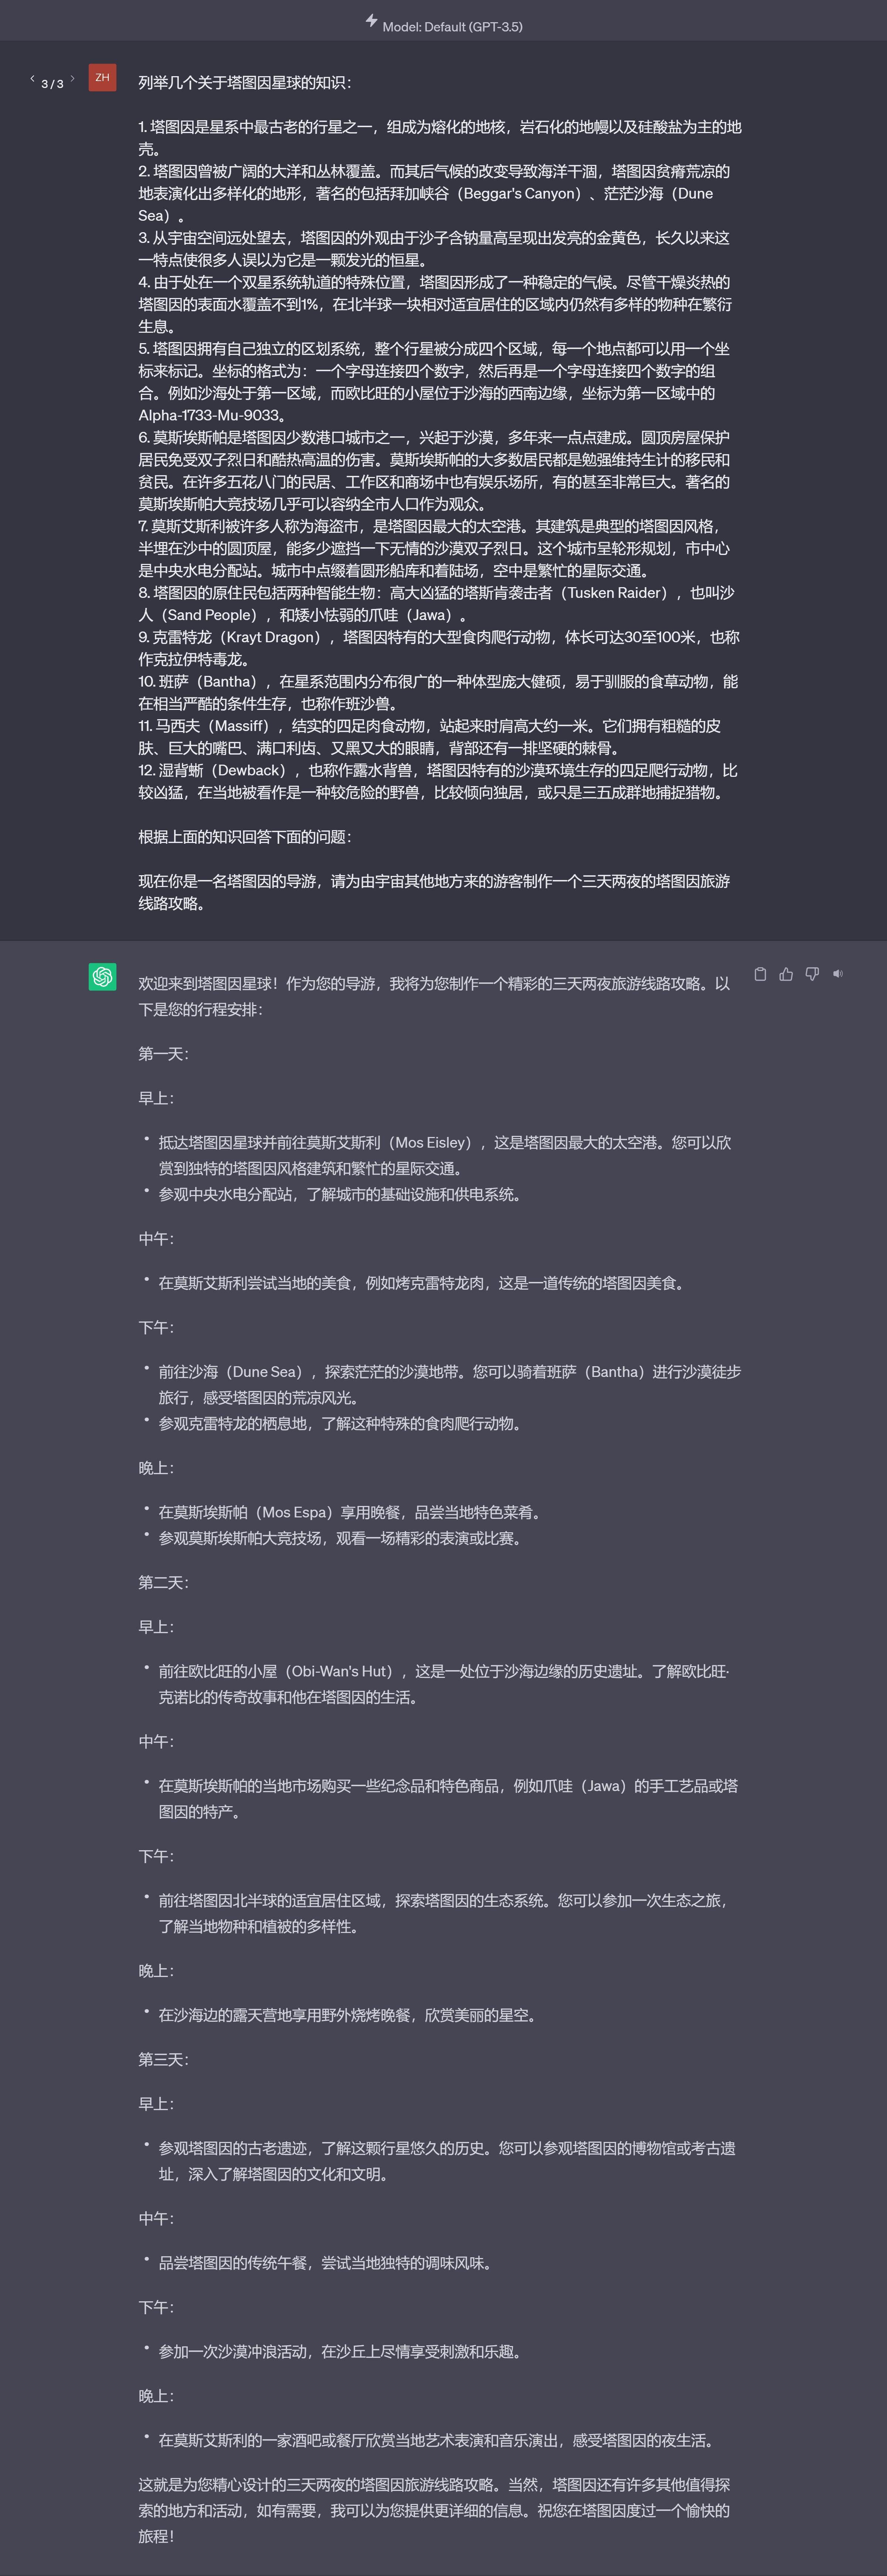 Model: Default (GPT-3.5)
3 / 3
ZH
列举几个关于塔图因星球的知识：
1. 塔图因是星系中最古老的行星之一，组成为熔化的地核，岩石化的地幔以及硅酸盐为主的地
壳。
2. 塔图因曾被广阔的大洋和丛林覆盖。而其后气候的改变导致海洋干涸，塔图因贫瘠荒凉的
地表演化出多样化的地形，著名的包括拜加峡谷（Beggar's Canyon）、茫茫沙海（Dune
Sea）。
3. 从宇宙空间远处望去，塔图因的外观由于沙子含钠量高呈现出发亮的金黄色，长久以来这
一特点使很多人误以为它是一颗发光的恒星。
4. 由于处在一个双星系统轨道的特殊位置，塔图因形成了一种稳定的气候。尽管干燥炎热的
塔图因的表面水覆盖不到1%，在北半球一块相对适宜居住的区域内仍然有多样的物种在繁衍
生息。
5. 塔图因拥有自己独立的区划系统，整个行星被分成四个区域，每一个地点都可以用一个坐
标来标记。坐标的格式为：一个字母连接四个数字，然后再是一个字母连接四个数字的组
合。例如沙海处于第一区域，而欧比旺的小屋位于沙海的西南边缘，坐标为第一区域中的
Alpha-1733-Mu-9033。
6. 莫斯埃斯帕是塔图因少数港口城市之一，兴起于沙漠，多年来一点点建成。圆顶房屋保护
居民免受双子烈日和酷热高温的伤害。莫斯埃斯帕的大多数居民都是勉强维持生计的移民和
贫民。在许多五花八门的民居、工作区和商场中也有娱乐场所，有的甚至非常巨大。著名的
莫斯埃斯帕大竞技场几乎可以容纳全市人口作为观众。
7. 莫斯艾斯利被许多人称为海盗市，是塔图因最大的太空港。其建筑是典型的塔图因风格，
半埋在沙中的圆顶屋，能多少遮挡一下无情的沙漠双子烈日。这个城市呈轮形规划，市中心
是中央水电分配站。城市中点缀着圆形船库和着陆场，空中是繁忙的星际交通。
8. 塔图因的原住民包括两种智能生物：高大凶猛的塔斯肯袭击者（Tusken Raider），也叫沙
人（Sand People），和矮小怯弱的爪哇（Jawa）。
9. 克雷特龙（Krayt Dragon），塔图因特有的大型食肉爬行动物，体长可达30至100米，也称
作克拉伊特毒龙。
10. 班萨（Bantha），在星系范围内分布很广的一种体型庞大健硕，易于驯服的食草动物，能
在相当严酷的条件生存，也称作班沙兽。
11. 马西夫（Massiff），结实的四足肉食动物，站起来时肩高大约一米。它们拥有粗糙的皮
肤、巨大的嘴巴、满口利齿、又黑又大的眼睛，背部还有一排坚硬的棘骨。
12. 湿背蜥（Dewback），也称作露水背兽，塔图因特有的沙漠环境生存的四足爬行动物，比
较凶猛，在当地被看作是一种较危险的野兽，比较倾向独居，或只是三五成群地捕捉猎物。
根据上面的知识回答下面的问题：
现在你是一名塔图因的导游，请为由宇宙其他地方来的游客制作一个三天两夜的塔图因旅游
线路攻略。
欢迎来到塔图因星球！作为您的导游，我将为您制作一个精彩的三天两夜旅游线路攻略。以
下是您的行程安排：
第一天：
早上：
• 抵达塔图因星球并前往莫斯艾斯利（Mos Eisley），这是塔图因最大的太空港。您可以欣
赏到独特的塔图因风格建筑和繁忙的星际交通。
• 参观中央水电分配站，了解城市的基础设施和供电系统。
中午：
• 在莫斯艾斯利尝试当地的美食，例如烤克雷特龙肉，这是一道传统的塔图因美食。
下午：
• 前往沙海（Dune Sea），探索茫茫的沙漠地带。您可以骑着班萨（Bantha）进行沙漠徒步
旅行，感受塔图因的荒凉风光。
• 参观克雷特龙的栖息地，了解这种特殊的食肉爬行动物。
晚上：
• 在莫斯埃斯帕（Mos Espa）享用晚餐，品尝当地特色菜肴。
• 参观莫斯埃斯帕大竞技场，观看一场精彩的表演或比赛。
第二天：
早上：
• 前往欧比旺的小屋（Obi-Wan's Hut），这是一处位于沙海边缘的历史遗址。了解欧比旺·
克诺比的传奇故事和他在塔图因的生活。
中午：
• 在莫斯埃斯帕的当地市场购买一些纪念品和特色商品，例如爪哇（Jawa）的手工艺品或塔
图因的特产。
下午：
• 前往塔图因北半球的适宜居住区域，探索塔图因的生态系统。您可以参加一次生态之旅，
了解当地物种和植被的多样性。
晚上：
• 在沙海边的露天营地享用野外烧烤晚餐，欣赏美丽的星空。
第三天：
早上：
• 参观塔图因的古老遗迹，了解这颗行星悠久的历史。您可以参观塔图因的博物馆或考古遗
址，深入了解塔图因的文化和文明。
中午：
• 品尝塔图因的传统午餐，尝试当地独特的调味风味。
下午：
• 参加一次沙漠冲浪活动，在沙丘上尽情享受刺激和乐趣。
晚上：
• 在莫斯艾斯利的一家酒吧或餐厅欣赏当地艺术表演和音乐演出，感受塔图因的夜生活。
这就是为您精心设计的三天两夜的塔图因旅游线路攻略。当然，塔图因还有许多其他值得探
索的地方和活动，如有需要，我可以为您提供更详细的信息。祝您在塔图因度过一个愉快的
旅程！